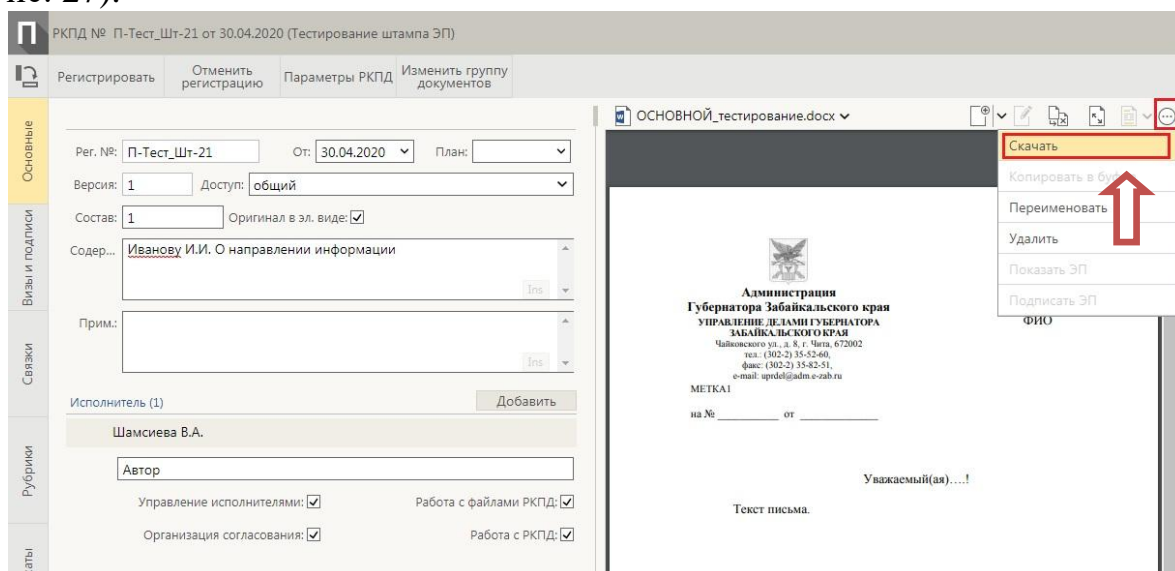 РКПД № П-Тест_Шт-21 от 30.04.2020 (Тестирование штампа ЭП)
Регистрировать
Отменить
регистрацию
Параметры РКПД
Изменить группу
документов
Основные
Визы и подписи
Связки
Рубрики
Рег. №: П-Тест_Шт-21 От: 30.04.2020 План:
Версия: 1 Доступ: общий
Состав: 1 Оригинал в эл. виде:
Содер... Иванову И.И. О направлении информации
Ins
Прим.:
Ins
Исполнитель (1) Добавить
Шамсиева В.А.
Автор
Управление исполнителями: Работа с файлами РКПД:
Организация согласования: Работа с РКПД:
ОСНОВНОЙ_тестирование.docx
Скачать
Копировать в буф
Переименовать
Удалить
Показать ЭП
Подписать ЭП
Администрация
Губернатора Забайкальского края
УПРАВЛЕНИЕ ДЕЛАМИ ГУБЕРНАТОРА
ЗАБАЙКАЛЬСКОГО КРАЯ
Чайковского ул., д. 8, г. Чита, 672002
тел.: (302-2) 35-52-60,
факс: (302-2) 35-82-51,
e-mail: uprdel@adm.e-zab.ru
ФИО
МЕТКА1
на № ____________ от ____________
Уважаемый(ая)….!
Текст письма.